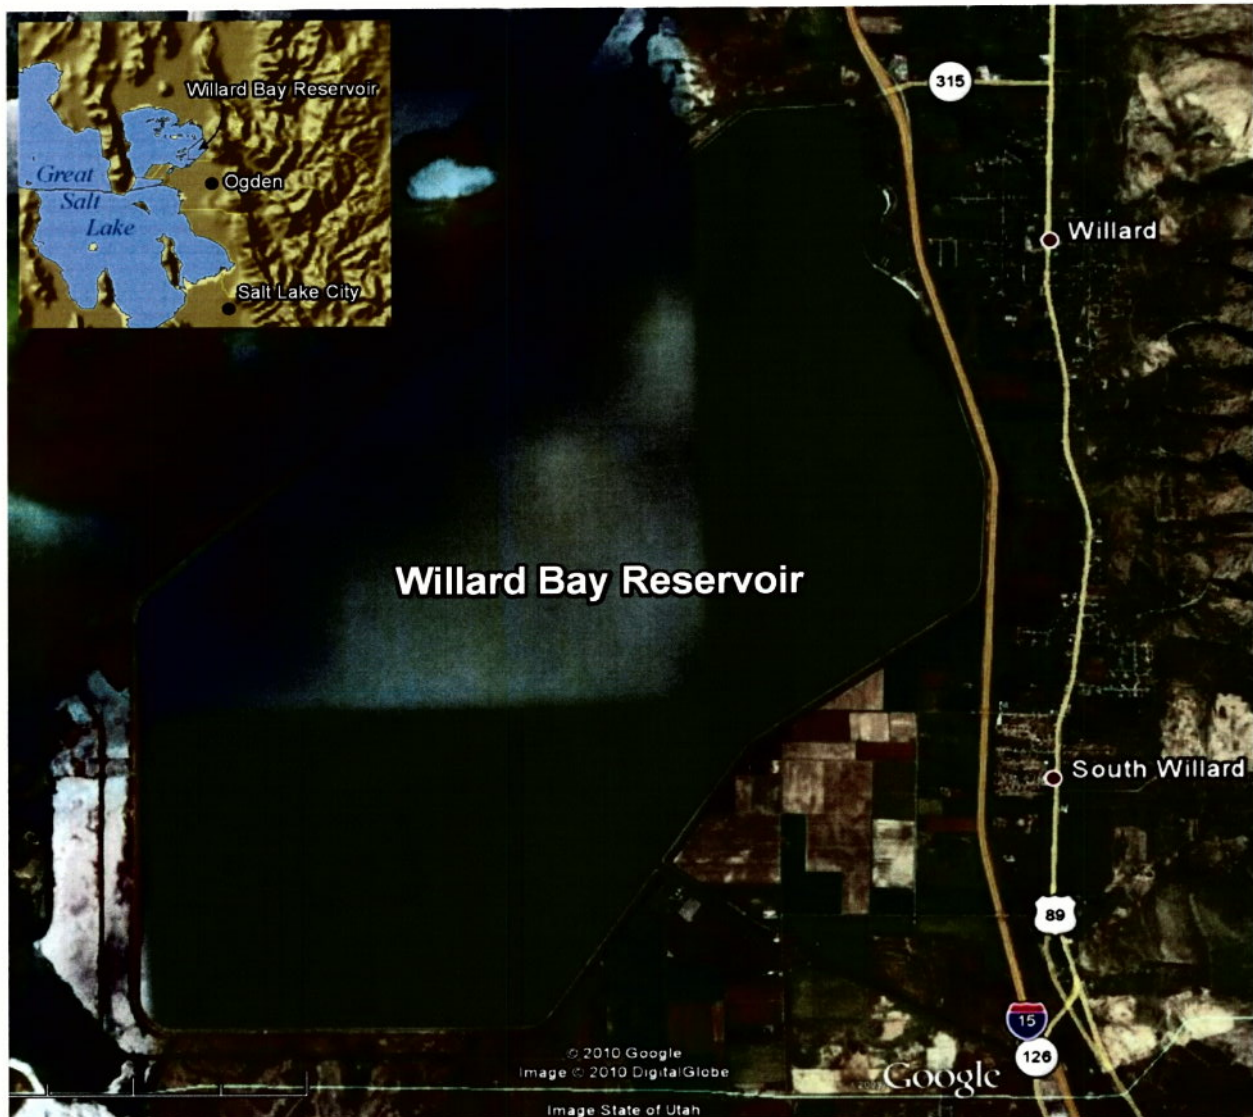 Willard Bay Reservoir
Great
Salt
Lake
Ogden
Salt Lake City
315
Willard
Willard Bay Reservoir
South Willard
89
15
126
© 2010 Google
Image © 2010 DigitalGlobe
Google
Image State of Utah